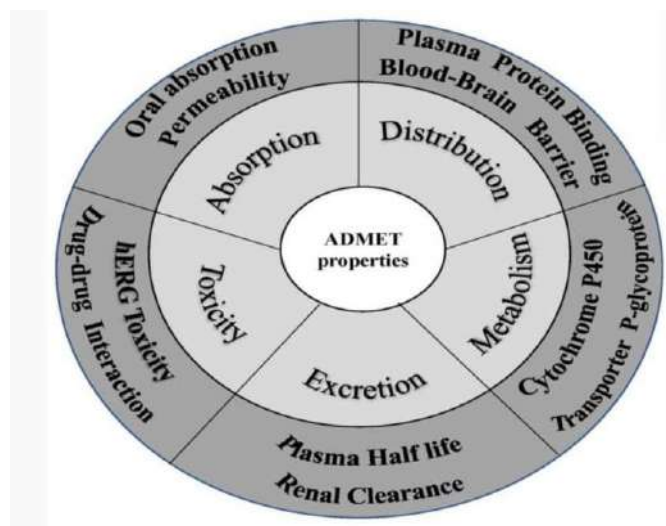 ADMET
properties
Absorption
Oral absorption
Permeability
Distribution
Plasma Protein Binding
Blood-Brain Barrier
Metabolism
Cytochrome P450
Transporter P-glycoprotein
Excretion
Plasma Half life
Renal Clearance
Toxicity
hERG Toxicity
Drug-drug Interaction